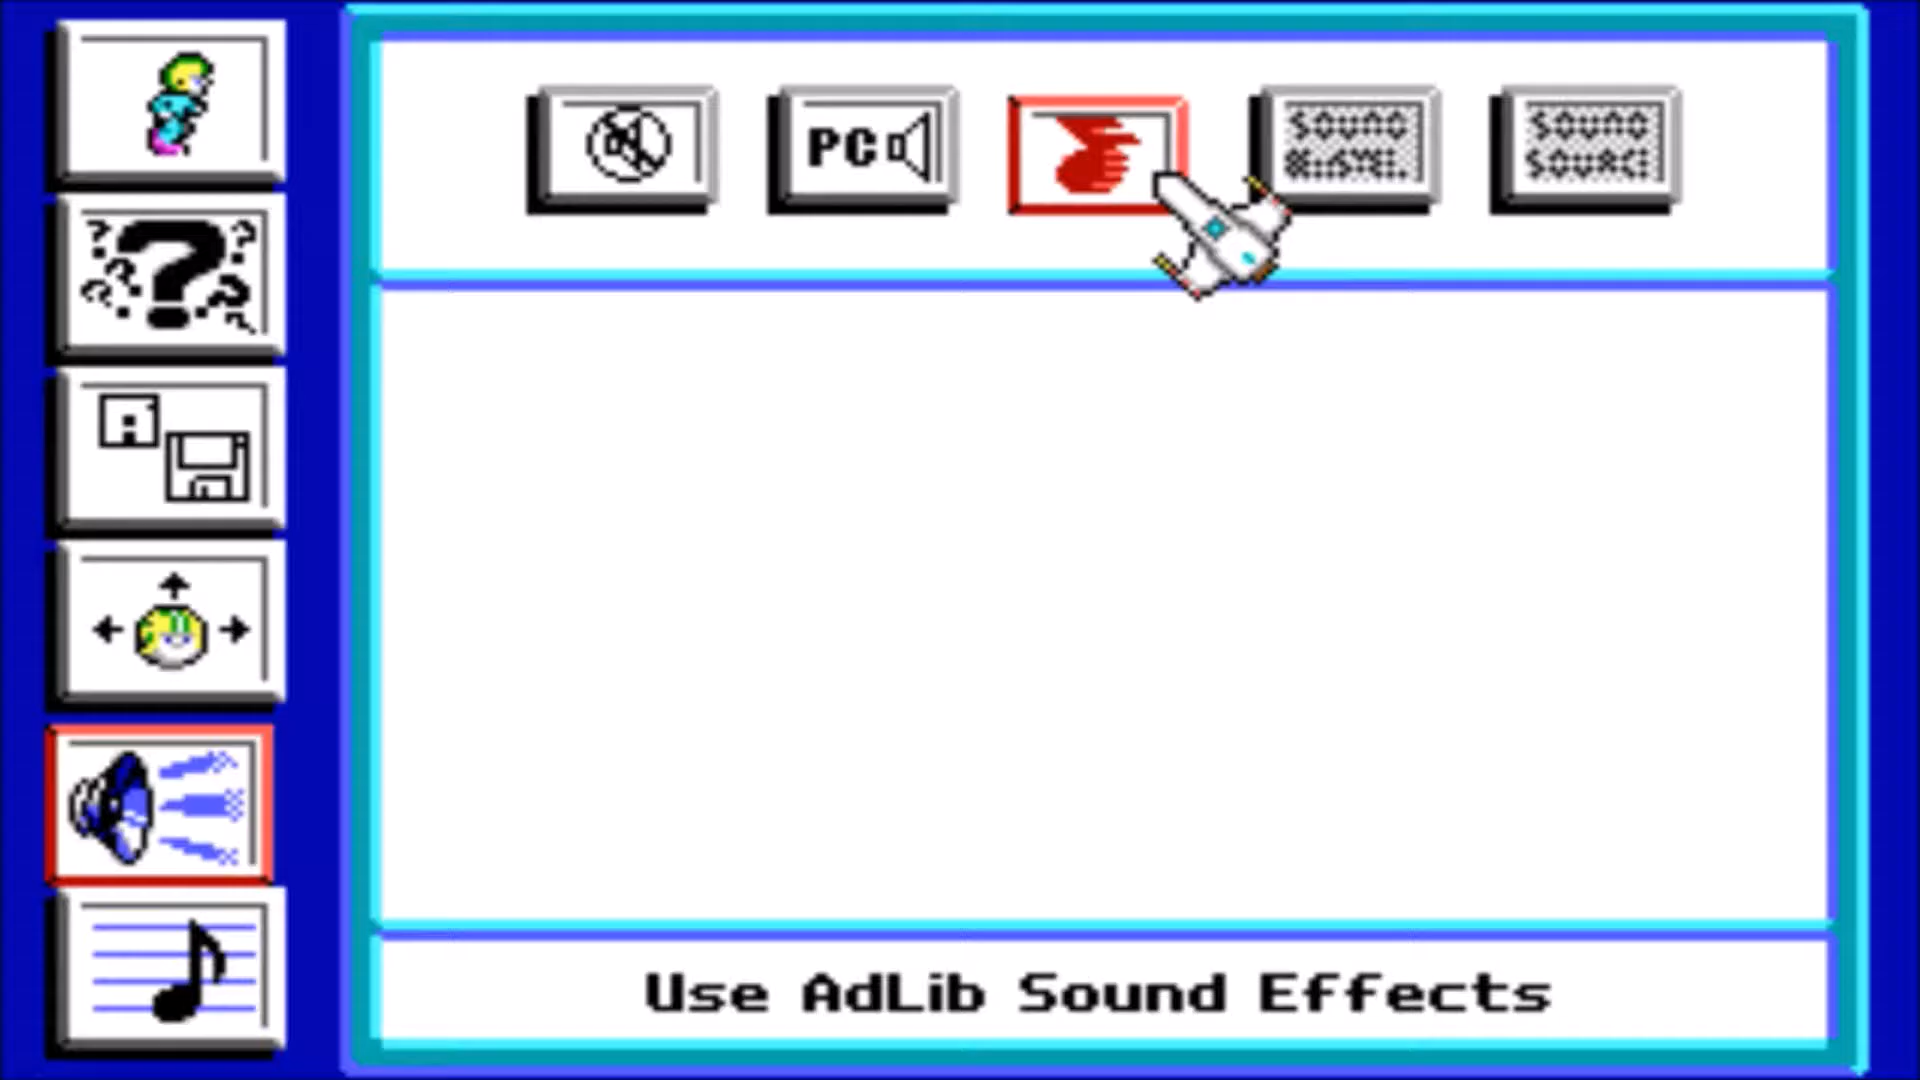 PC
SOUND
SOUND
SOURCE
Use AdLib Sound Effects